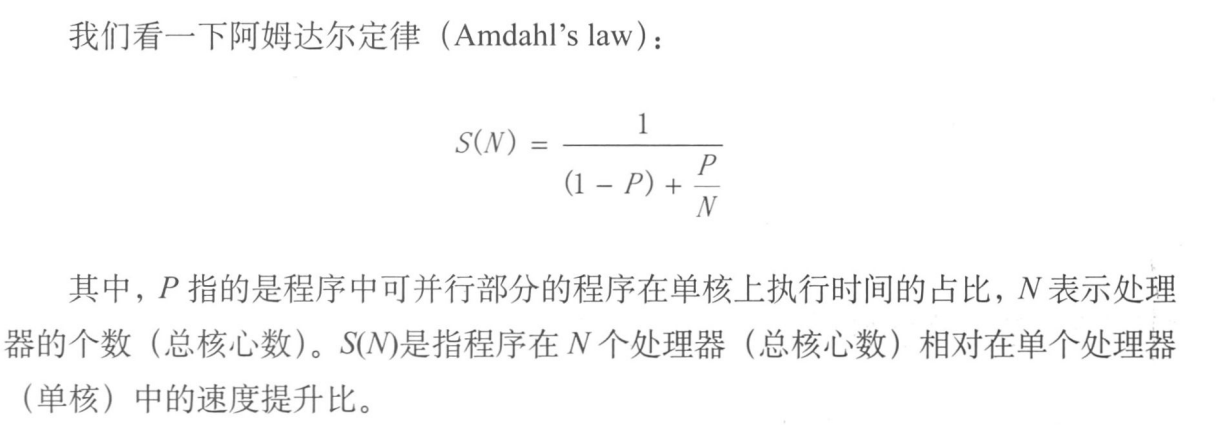 我们看一下阿姆达尔定律（Amdahl's law）：
S(N) = 1 / ((1 − P) + P/N)
其中，P 指的是程序中可并行部分的程序在单核上执行时间的占比，N 表示处理
器的个数（总核心数）。S(N)是指程序在 N 个处理器（总核心数）相对在单个处理器
（单核）中的速度提升比。